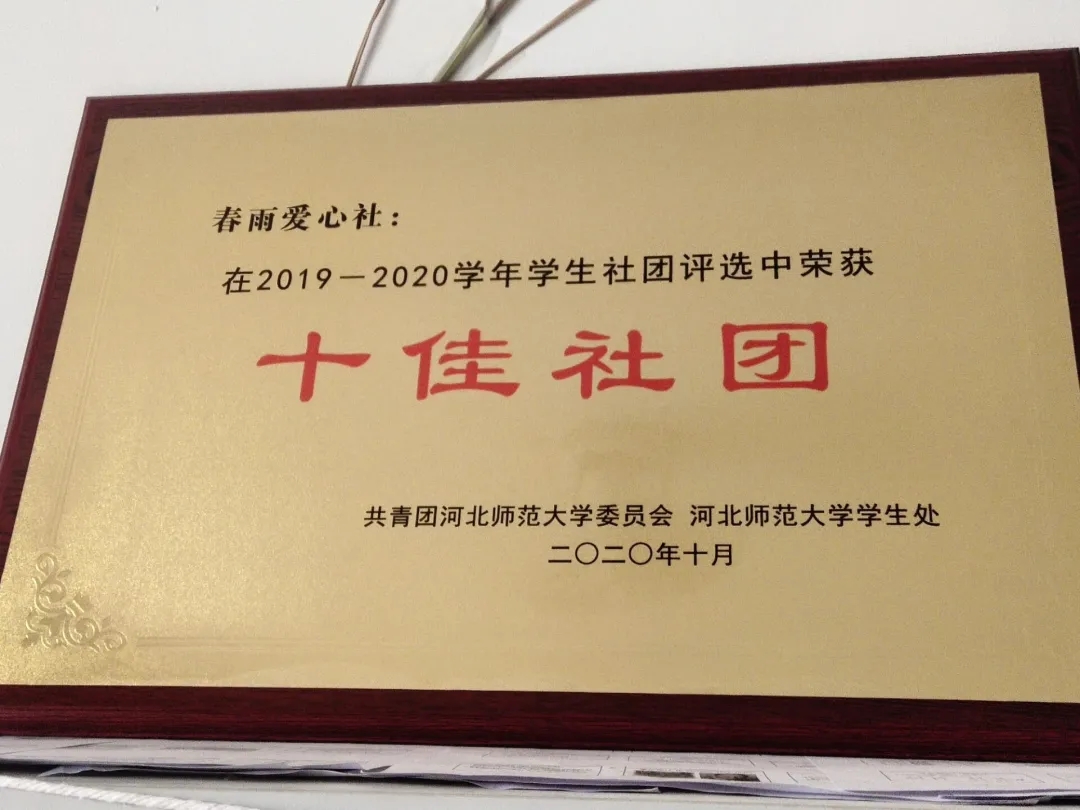 春雨爱心社：
在2019－2020学年学生社团评选中荣获
十佳社团
共青团河北师范大学委员会 河北师范大学学生处
二〇二〇年十月